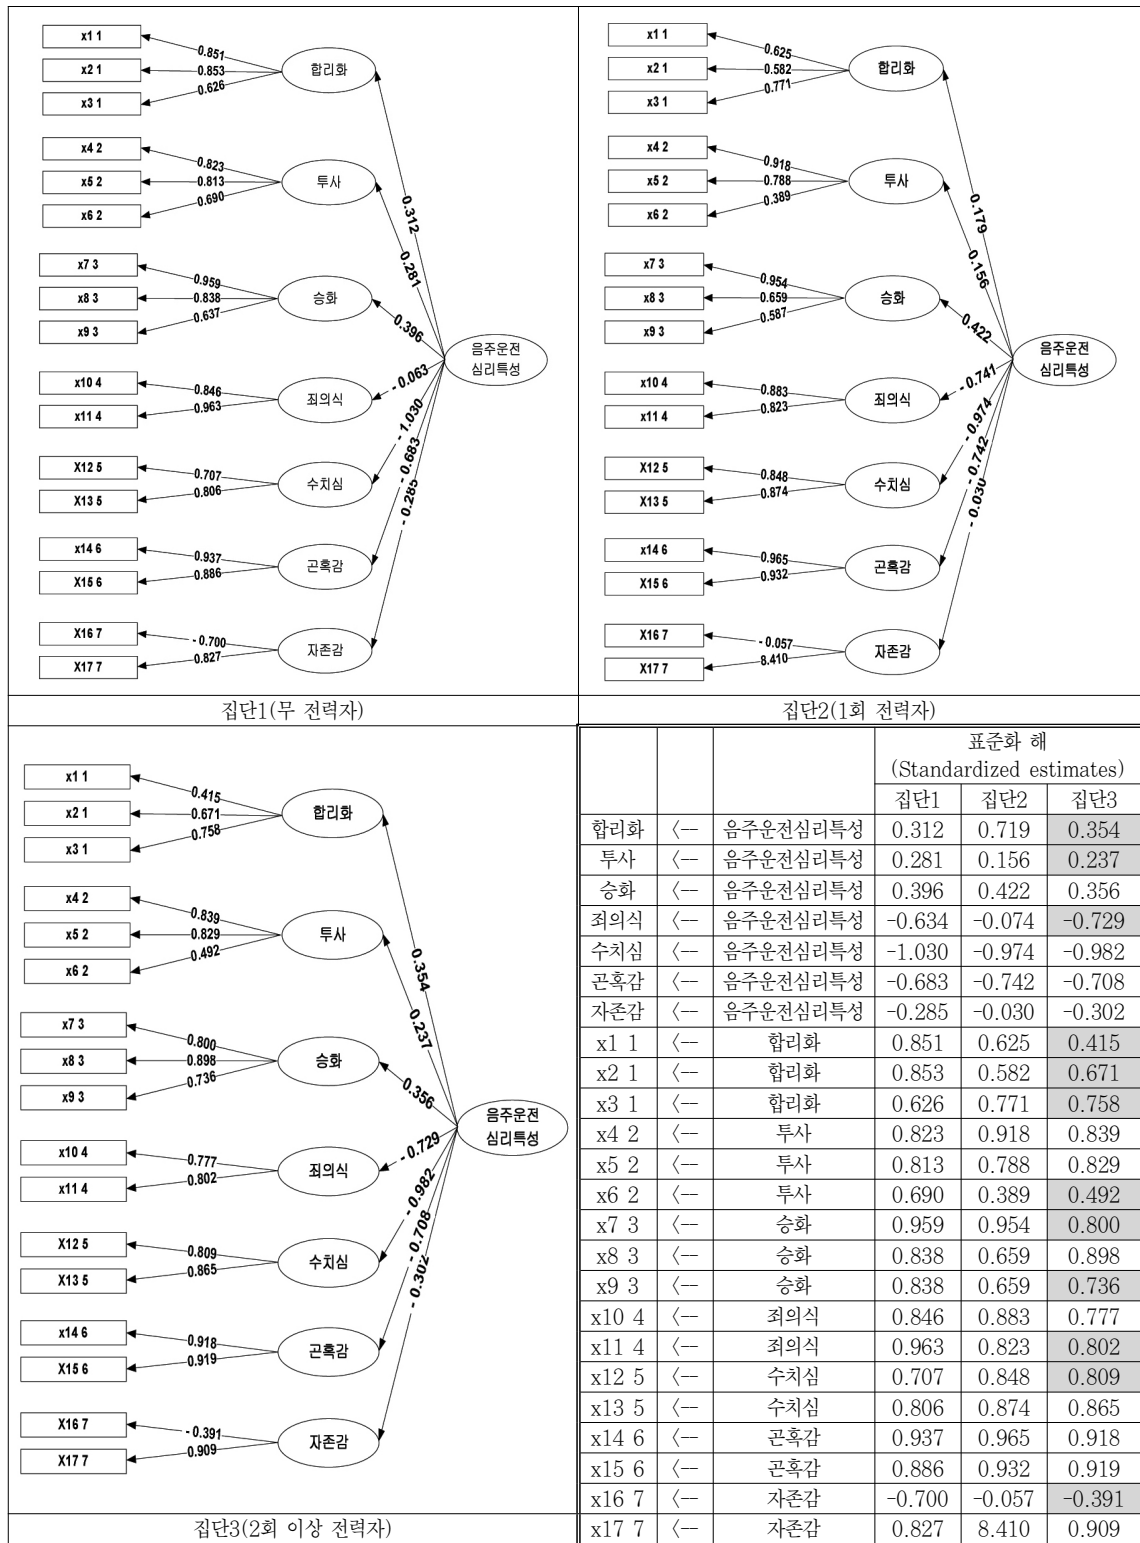 x1 1
x2 1
x3 1
0.851
0.853
0.626
합리화
x4 2
x5 2
x6 2
0.823
0.813
0.690
투사
x7 3
x8 3
x9 3
0.959
0.838
0.637
승화
x10 4
x11 4
0.846
0.963
죄의식
X12 5
X13 5
0.707
0.806
수치심
x14 6
X15 6
0.937
0.886
곤혹감
X16 7
X17 7
- 0.700
0.827
자존감
0.312
0.281
0.396
- 0.063
- 1.030
- 0.683
- 0.285
음주운전
심리특성
집단1(무 전력자)
x1 1
x2 1
x3 1
0.625
0.582
0.771
합리화
x4 2
x5 2
x6 2
0.918
0.788
0.389
투사
x7 3
x8 3
x9 3
0.954
0.659
0.587
승화
x10 4
x11 4
0.883
0.823
죄의식
X12 5
X13 5
0.848
0.874
수치심
x14 6
X15 6
0.965
0.932
곤혹감
X16 7
X17 7
- 0.057
8.410
자존감
0.179
0.156
0.422
- 0.741
- 0.974
- 0.742
- 0.030
음주운전
심리특성
집단2(1회 전력자)
x1 1
x2 1
x3 1
0.415
0.671
0.758
합리화
x4 2
x5 2
x6 2
0.839
0.829
0.492
투사
x7 3
x8 3
x9 3
0.800
0.898
0.736
승화
x10 4
x11 4
0.777
0.802
죄의식
X12 5
X13 5
0.809
0.865
수치심
x14 6
X15 6
0.918
0.919
곤혹감
X16 7
X17 7
- 0.391
0.909
자존감
0.354
0.237
0.356
- 0.729
- 0.982
- 0.708
- 0.302
음주운전
심리특성
집단3(2회 이상 전력자)
표준화 해
(Standardized estimates)
집단1 집단2 집단3
합리화 〈-- 음주운전심리특성 0.312 0.719 0.354
투사 〈-- 음주운전심리특성 0.281 0.156 0.237
승화 〈-- 음주운전심리특성 0.396 0.422 0.356
죄의식 〈-- 음주운전심리특성 -0.634 -0.074 -0.729
수치심 〈-- 음주운전심리특성 -1.030 -0.974 -0.982
곤혹감 〈-- 음주운전심리특성 -0.683 -0.742 -0.708
자존감 〈-- 음주운전심리특성 -0.285 -0.030 -0.302
x1 1 〈-- 합리화 0.851 0.625 0.415
x2 1 〈-- 합리화 0.853 0.582 0.671
x3 1 〈-- 합리화 0.626 0.771 0.758
x4 2 〈-- 투사 0.823 0.918 0.839
x5 2 〈-- 투사 0.813 0.788 0.829
x6 2 〈-- 투사 0.690 0.389 0.492
x7 3 〈-- 승화 0.959 0.954 0.800
x8 3 〈-- 승화 0.838 0.659 0.898
x9 3 〈-- 승화 0.838 0.659 0.736
x10 4 〈-- 죄의식 0.846 0.883 0.777
x11 4 〈-- 죄의식 0.963 0.823 0.802
x12 5 〈-- 수치심 0.707 0.848 0.809
x13 5 〈-- 수치심 0.806 0.874 0.865
x14 6 〈-- 곤혹감 0.937 0.965 0.918
x15 6 〈-- 곤혹감 0.886 0.932 0.919
x16 7 〈-- 자존감 -0.700 -0.057 -0.391
x17 7 〈-- 자존감 0.827 8.410 0.909